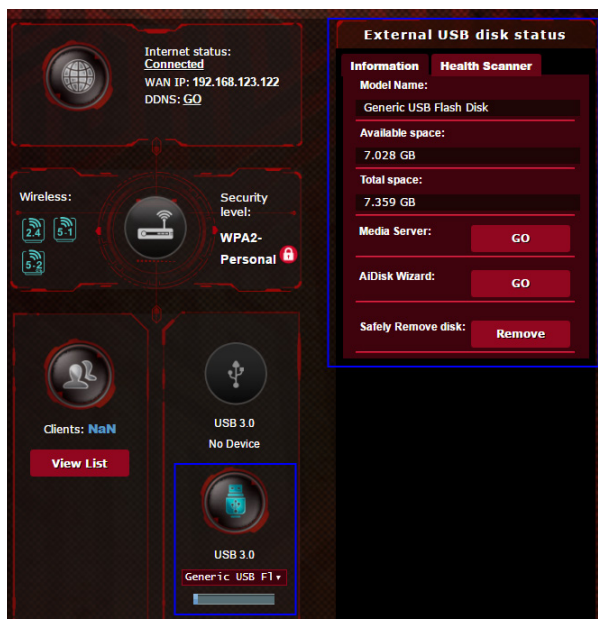 Internet status:
Connected
WAN IP: 192.168.123.122
DDNS: GO
Wireless:
2.4
5-1
5-2
Security
level:
WPA2-
Personal
Clients: NaN
View List
USB 3.0
No Device
USB 3.0
Generic USB Fl
External USB disk status
Information Health Scanner
Model Name:
Generic USB Flash Disk
Available space:
7.028 GB
Total space:
7.359 GB
Media Server: GO
AiDisk Wizard: GO
Safely Remove disk: Remove